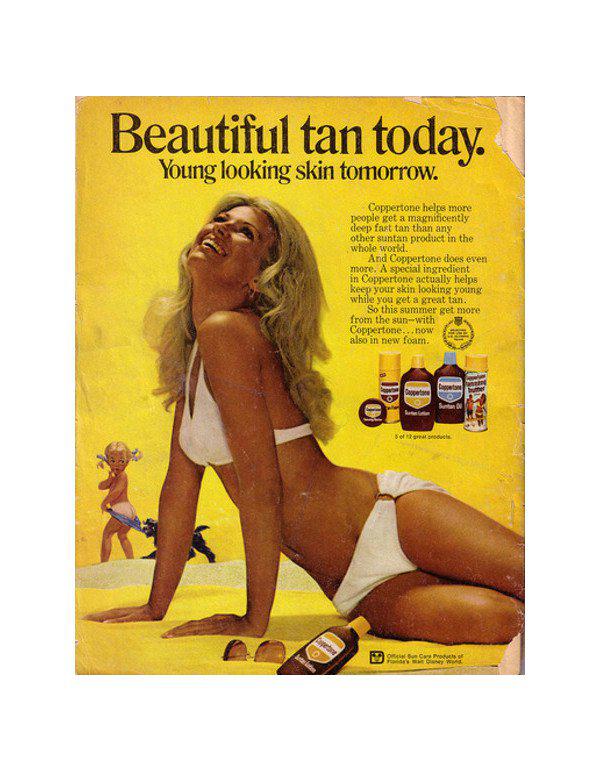 Beautiful tan today.
Young looking skin tomorrow.
Coppertone helps more
people get a magnificently
deep fast tan than any
other suntan product in the
whole world.
And Coppertone does even
more. A special ingredient
in Coppertone actually helps
keep your skin looking young
while you get a great tan.
So this summer get more
from the sun—with
Coppertone...now
also in new foam.
Coppertone
Coppertone
Suntan Lotion
Coppertone
Suntan Oil
Coppertone
5 of 12 great products.
Coppertone
Suntan Lotion
Official Sun Care Products of
Florida's Walt Disney World.